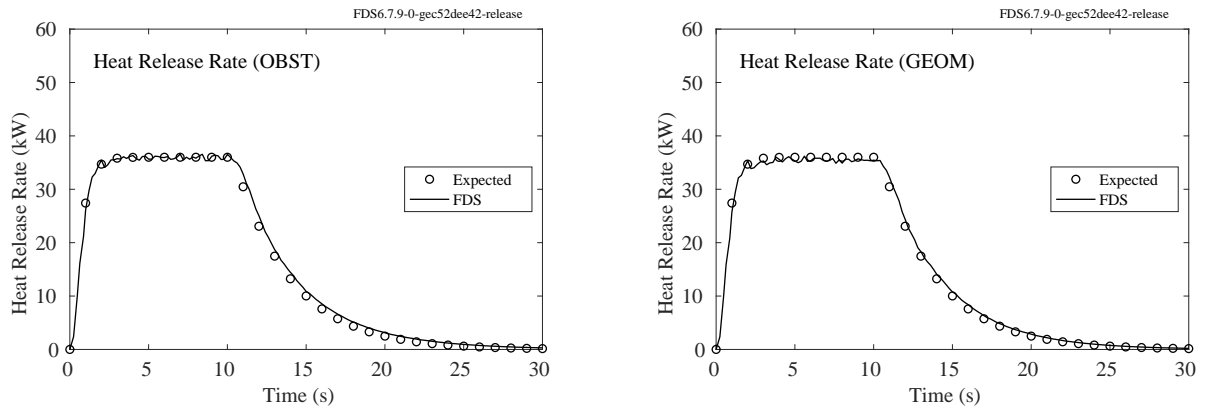 FDS6.7.9-0-gec52dee42-release
Heat Release Rate (OBST)
Heat Release Rate (kW)
60
50
40
30
20
10
0
Expected
FDS
0 5 10 15 20 25 30
Time (s)
FDS6.7.9-0-gec52dee42-release
Heat Release Rate (GEOM)
Heat Release Rate (kW)
60
50
40
30
20
10
0
Expected
FDS
0 5 10 15 20 25 30
Time (s)